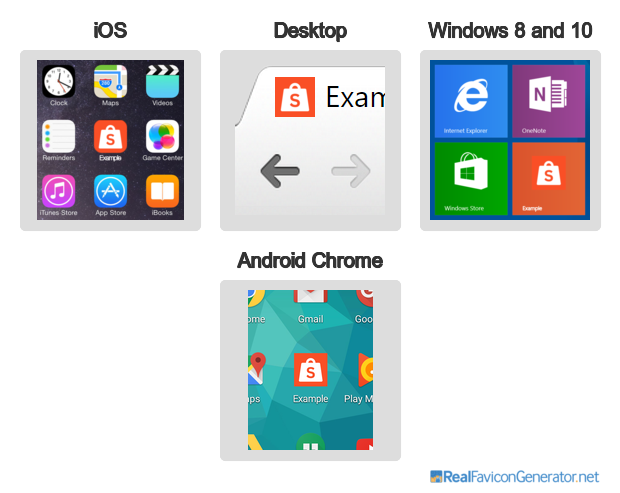 iOS
Desktop
Windows 8 and 10
Clock
Maps
Videos
Reminders
Example
Game Center
iTunes Store
App Store
iBooks
S
Exam
Internet Explorer
OneNote
Windows Store
Example
Android Chrome
ome
Gmail
Goo
aps
Example
Play M
RealFaviconGenerator.net